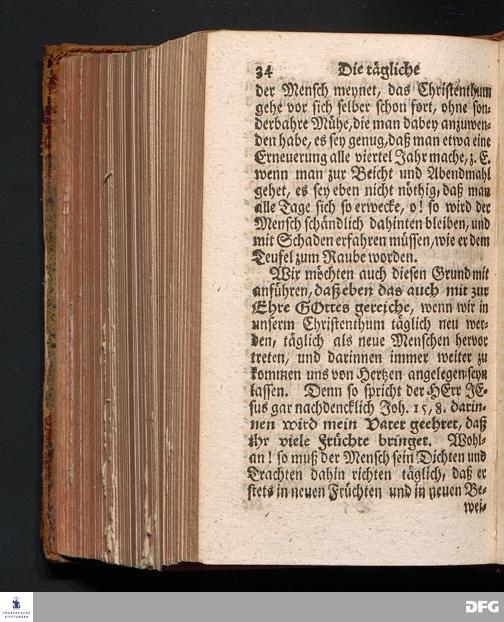 34 Die tägliche
der Mensch meynet, das Christenthum
gehe vor sich selber schon fort, ohne son-
derbahre Mühe, die man dabey anzuwen-
den habe, es sey genug, daß man etwa eine
Erneuerung alle viertel Jahr mache, z. E.
wenn man zur Beicht und Abendmahl
gehet, es sey eben nicht nöthig, daß man
alle Tage sich so erwecke, o! so wird der
Mensch schändlich dahinten bleiben, und
mit Schaden erfahren müssen, wie er dem
Teufel zum Raube worden.
Wir möchten auch diesen Grund mit
anführen, daß eben das auch mit zur
Ehre GOttes gereiche, wenn wir in
unserm Christenthum täglich neu wer-
den, täglich als neue Menschen hervor
treten, und darinnen immer weiter zu
kommen uns von Hertzen angelegen seyn
lassen. Denn so spricht der HErr JE-
sus gar nachdencklich Joh. 15, 8. darin-
nen wird mein Vater geehret, daß
ihr viele Früchte bringet. Wohl-
an! so muß der Mensch sein Dichten und
Trachten dahin richten täglich, daß er
stets in neuen Früchten und in neuen Be-
wei-
FRANCKESCHE
STIFTUNGEN
DFG